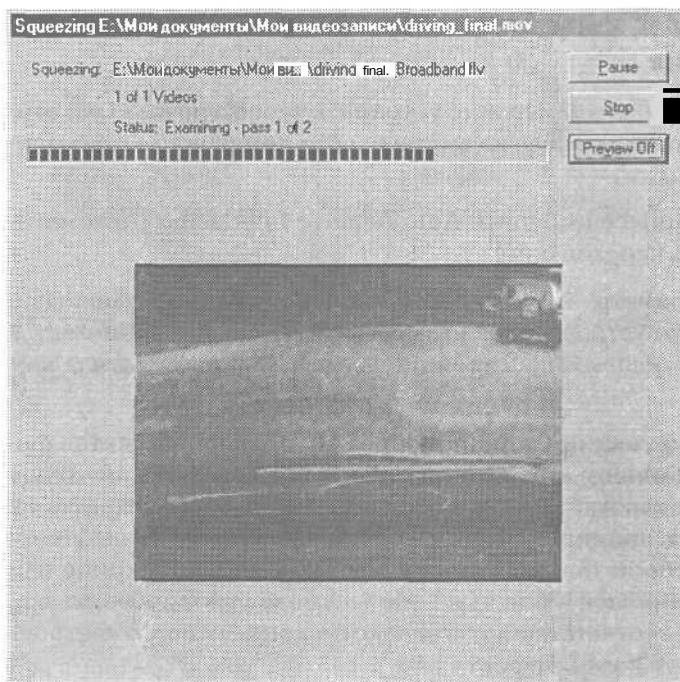 Squeezing E:\Мои документы\Мои видеозаписи\driving_final.mov
Squeezing: E:\Моидокументы\Мои ви.. \driving final. Broadband flv
Pause
1 of 1 Videos
Stop
Status: Examining - pass 1 of 2
Preview Off